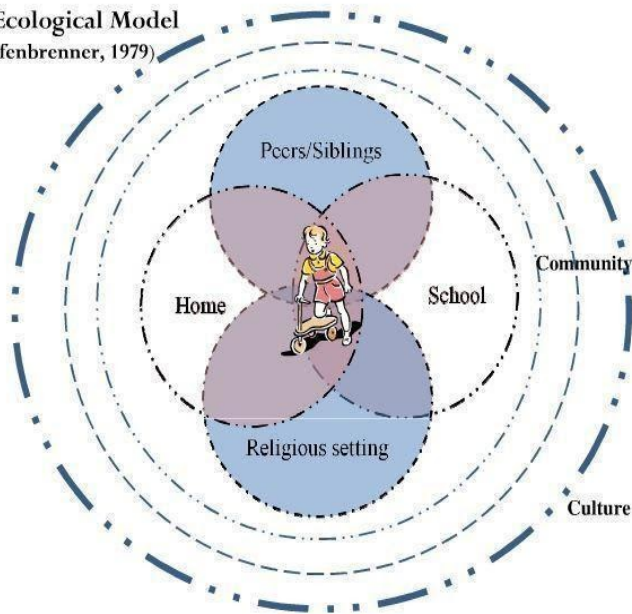 Ecological Model
fenbrenner, 1979)
Peers/Siblings
Community
Home
School
Religious setting
Culture